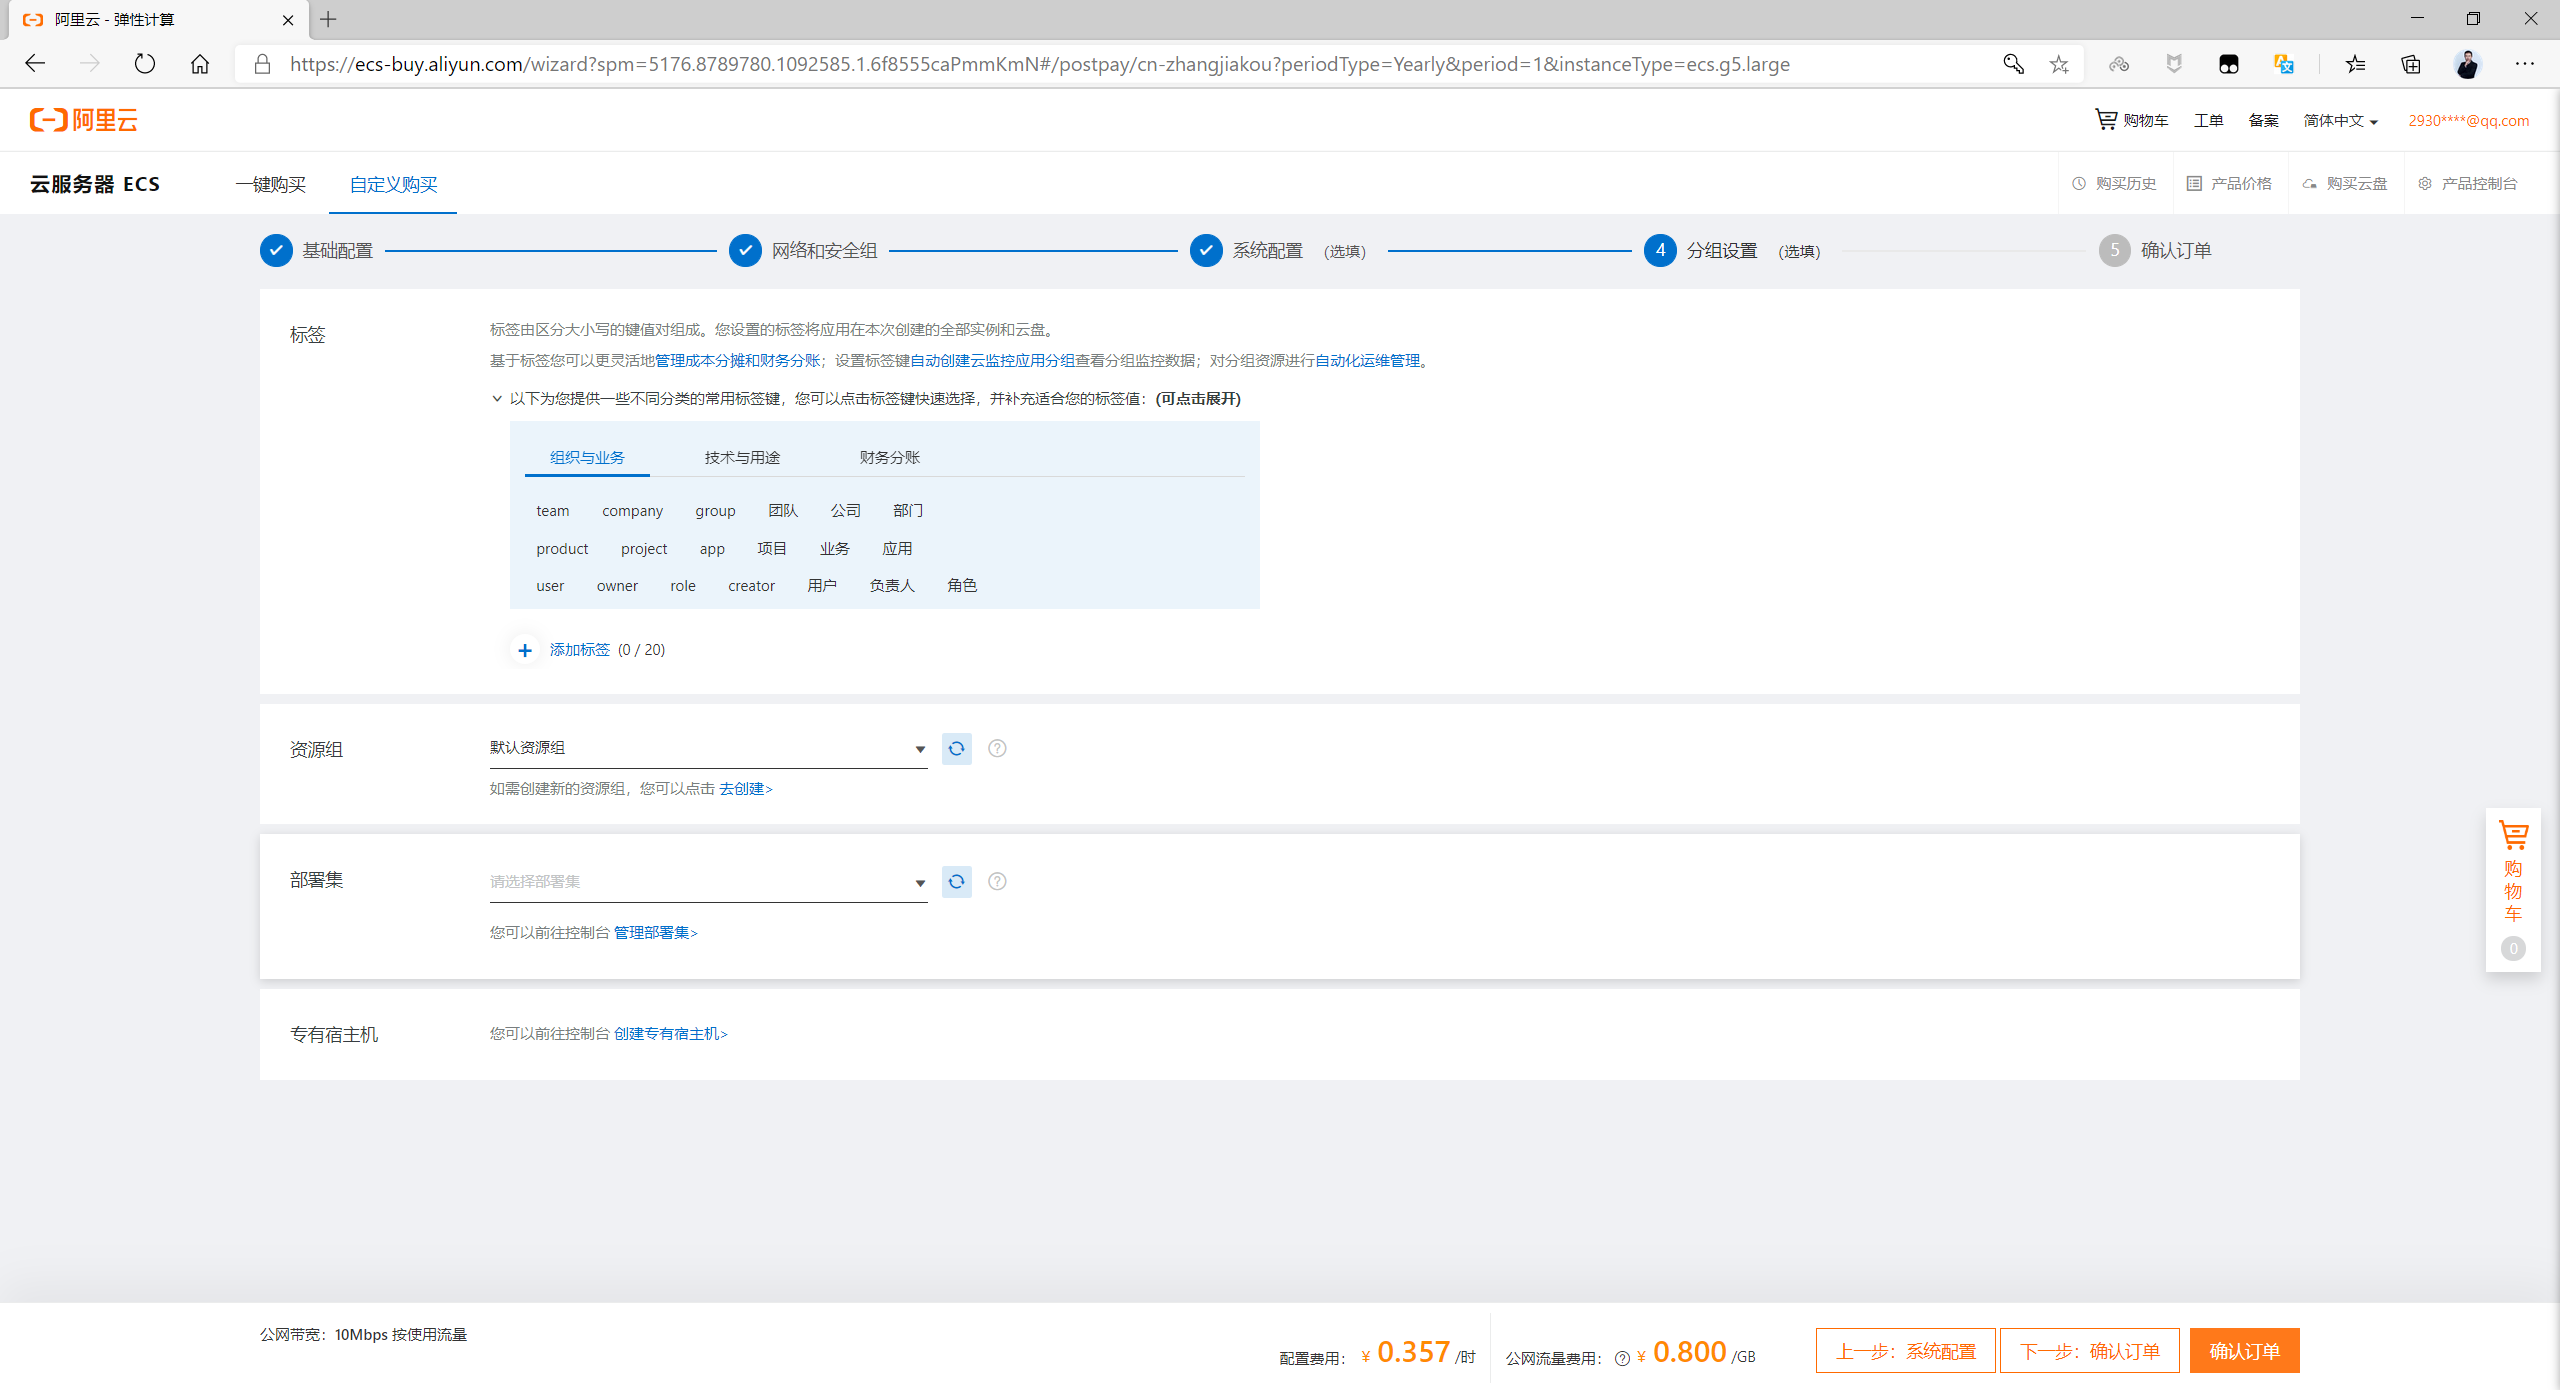 阿里云 - 弹性计算
https://ecs-buy.aliyun.com/wizard?spm=5176.8789780.1092585.1.6f8555caPmmKmN#/postpay/cn-zhangjiakou?periodType=Yearly&period=1&instanceType=ecs.g5.large
阿里云 购物车 工单 备案 简体中文 2930****@qq.com
云服务器 ECS 一键购买 自定义购买 购买历史 产品价格 购买云盘 产品控制台
基础配置 网络和安全组 系统配置 (选填) 4 分组设置 (选填) 5 确认订单
标签
标签由区分大小写的键值对组成。您设置的标签将应用在本次创建的全部实例和云盘。
基于标签您可以更灵活地管理成本分摊和财务分账；设置标签键自动创建云监控应用分组查看分组监控数据；对分组资源进行自动化运维管理。
以下为您提供一些不同分类的常用标签键，您可以点击标签键快速选择，并补充适合您的标签值：(可点击展开)
组织与业务 技术与用途 财务分账
team company group 团队 公司 部门
product project app 项目 业务 应用
user owner role creator 用户 负责人 角色
添加标签 (0 / 20)
资源组 默认资源组
如需创建新的资源组，您可以点击 去创建>
部署集 请选择部署集
您可以前往控制台 管理部署集>
专有宿主机 您可以前往控制台 创建专有宿主机>
购
物
车
0
公网带宽：10Mbps 按使用流量
配置费用： ¥ 0.357 /时 公网流量费用： ¥ 0.800 /GB 上一步：系统配置 下一步：确认订单 确认订单